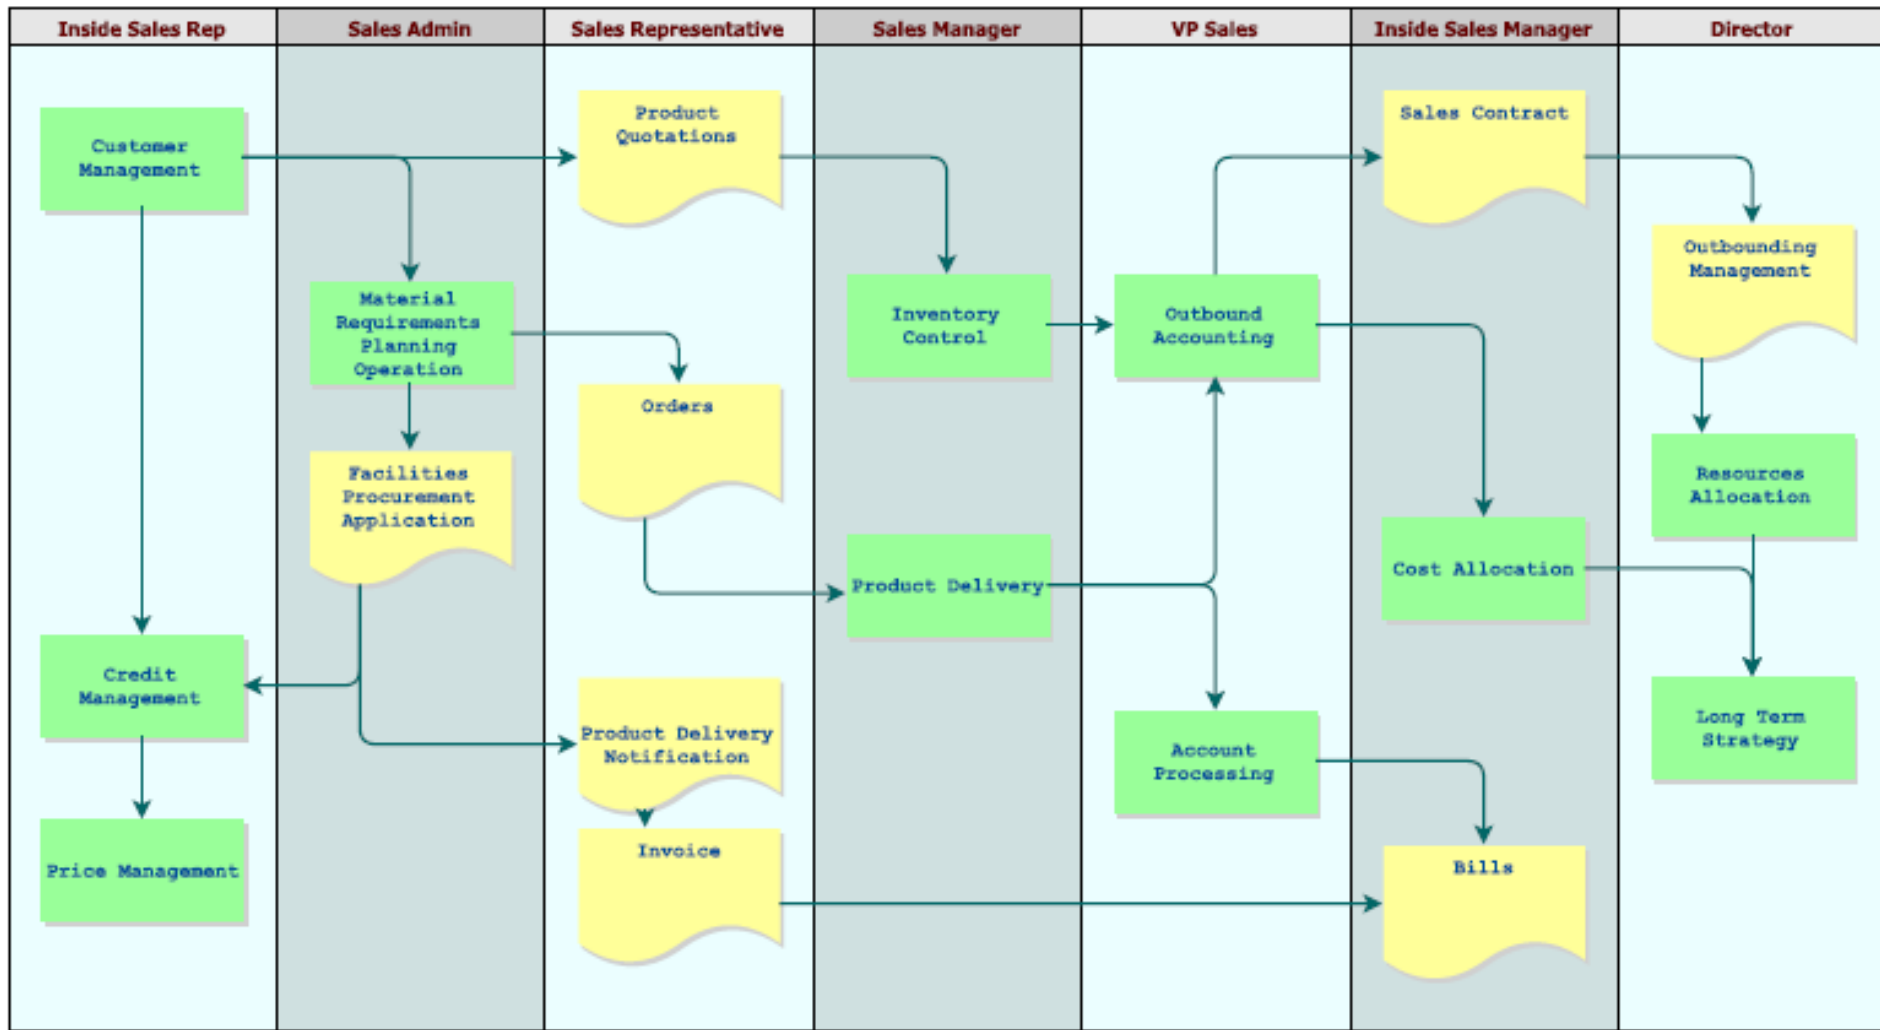 Inside Sales Rep
Sales Admin
Sales Representative
Sales Manager
VP Sales
Inside Sales Manager
Director
Customer
Management
Credit
Management
Price Management
Material
Requirements
Planning
Operation
Facilities
Procurement
Application
Product
Quotations
Orders
Product Delivery
Notification
Invoice
Inventory
Control
Product Delivery
Outbound
Accounting
Account
Processing
Sales Contract
Cost Allocation
Bills
Outbounding
Management
Resources
Allocation
Long Term
Strategy